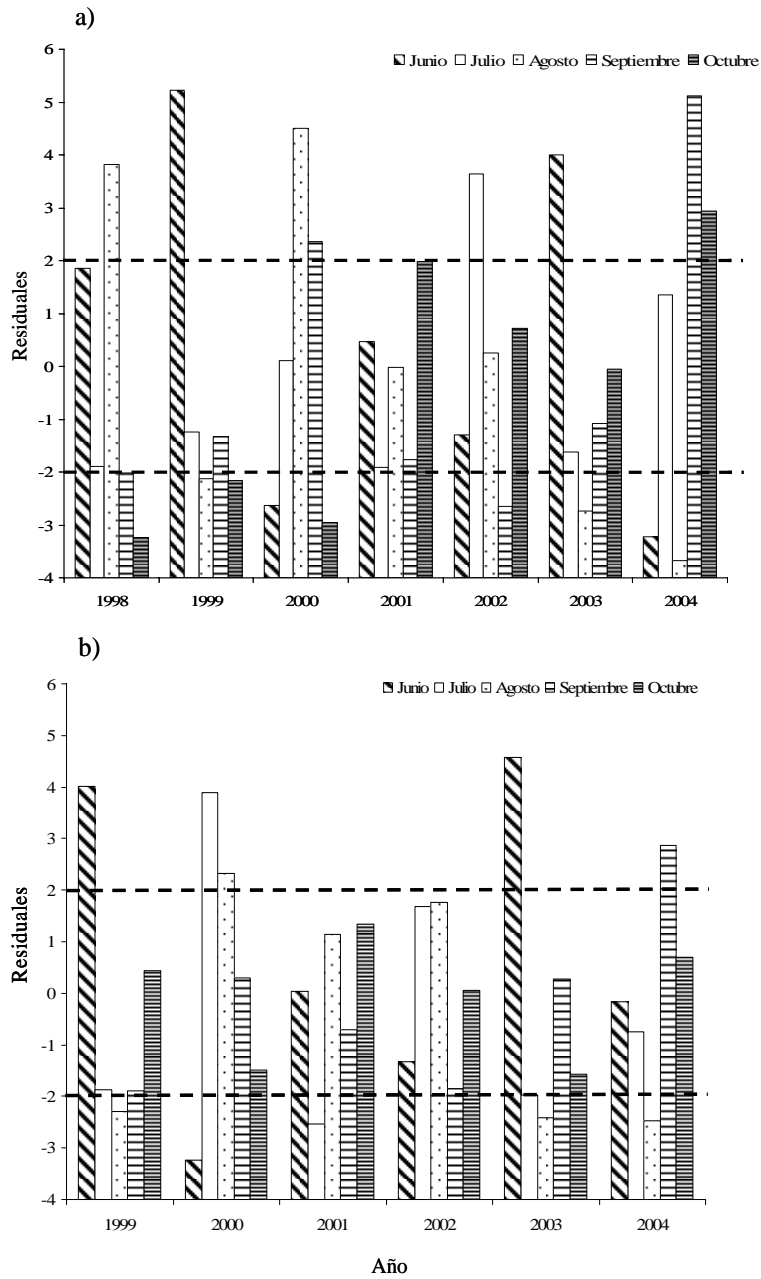 a)
Junio Julio Agosto Septiembre Octubre
6
5
4
3
2
1
0
-1
-2
-3
-4
Residuales
1998 1999 2000 2001 2002 2003 2004
b)
Junio Julio Agosto Septiembre Octubre
6
5
4
3
2
1
0
-1
-2
-3
-4
Residuales
1999 2000 2001 2002 2003 2004
Año